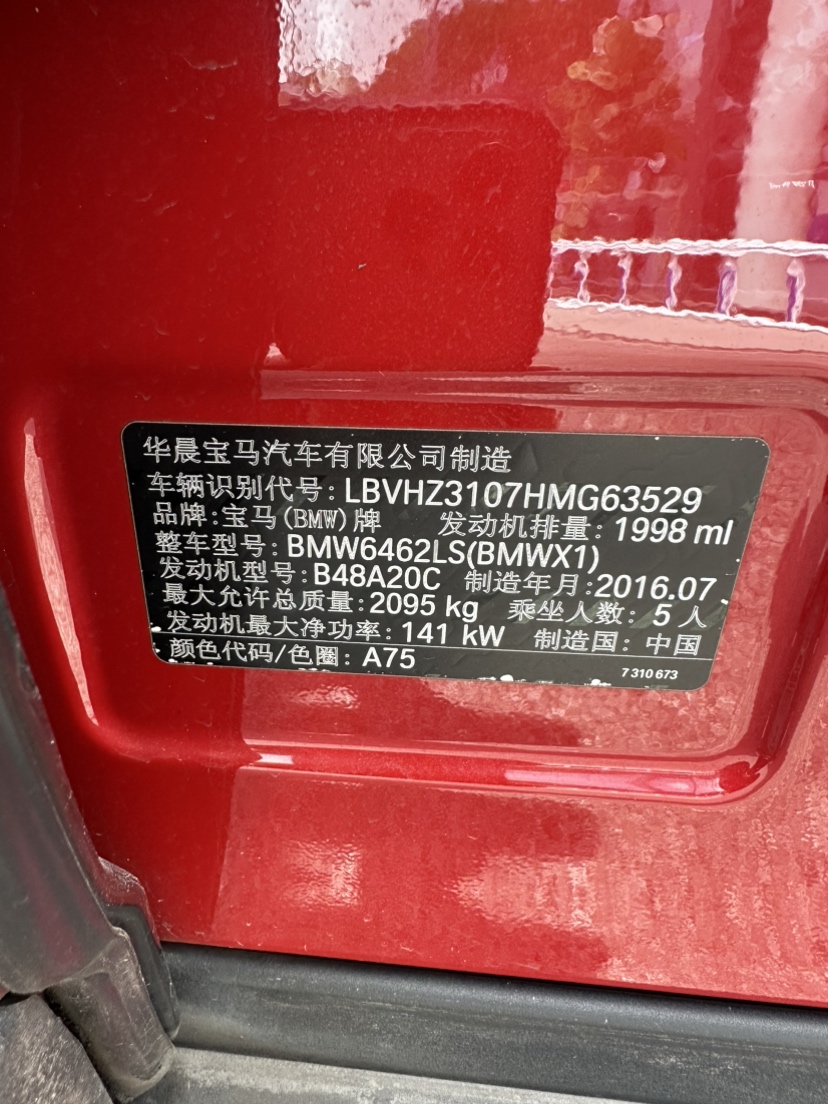 华晨宝马汽车有限公司制造
车辆识别代号: LBVHZ3107HMG63529
品牌:宝马(BMW)牌 发动机排量: 1998 ml
整车型号: BMW6462LS(BMWX1)
发动机型号: B48A20C 制造年月: 2016.07
最大允许总质量: 2095 kg 乘坐人数: 5 人
发动机最大净功率: 141 kW 制造国: 中国
颜色代码/色圈: A75
7 310 673